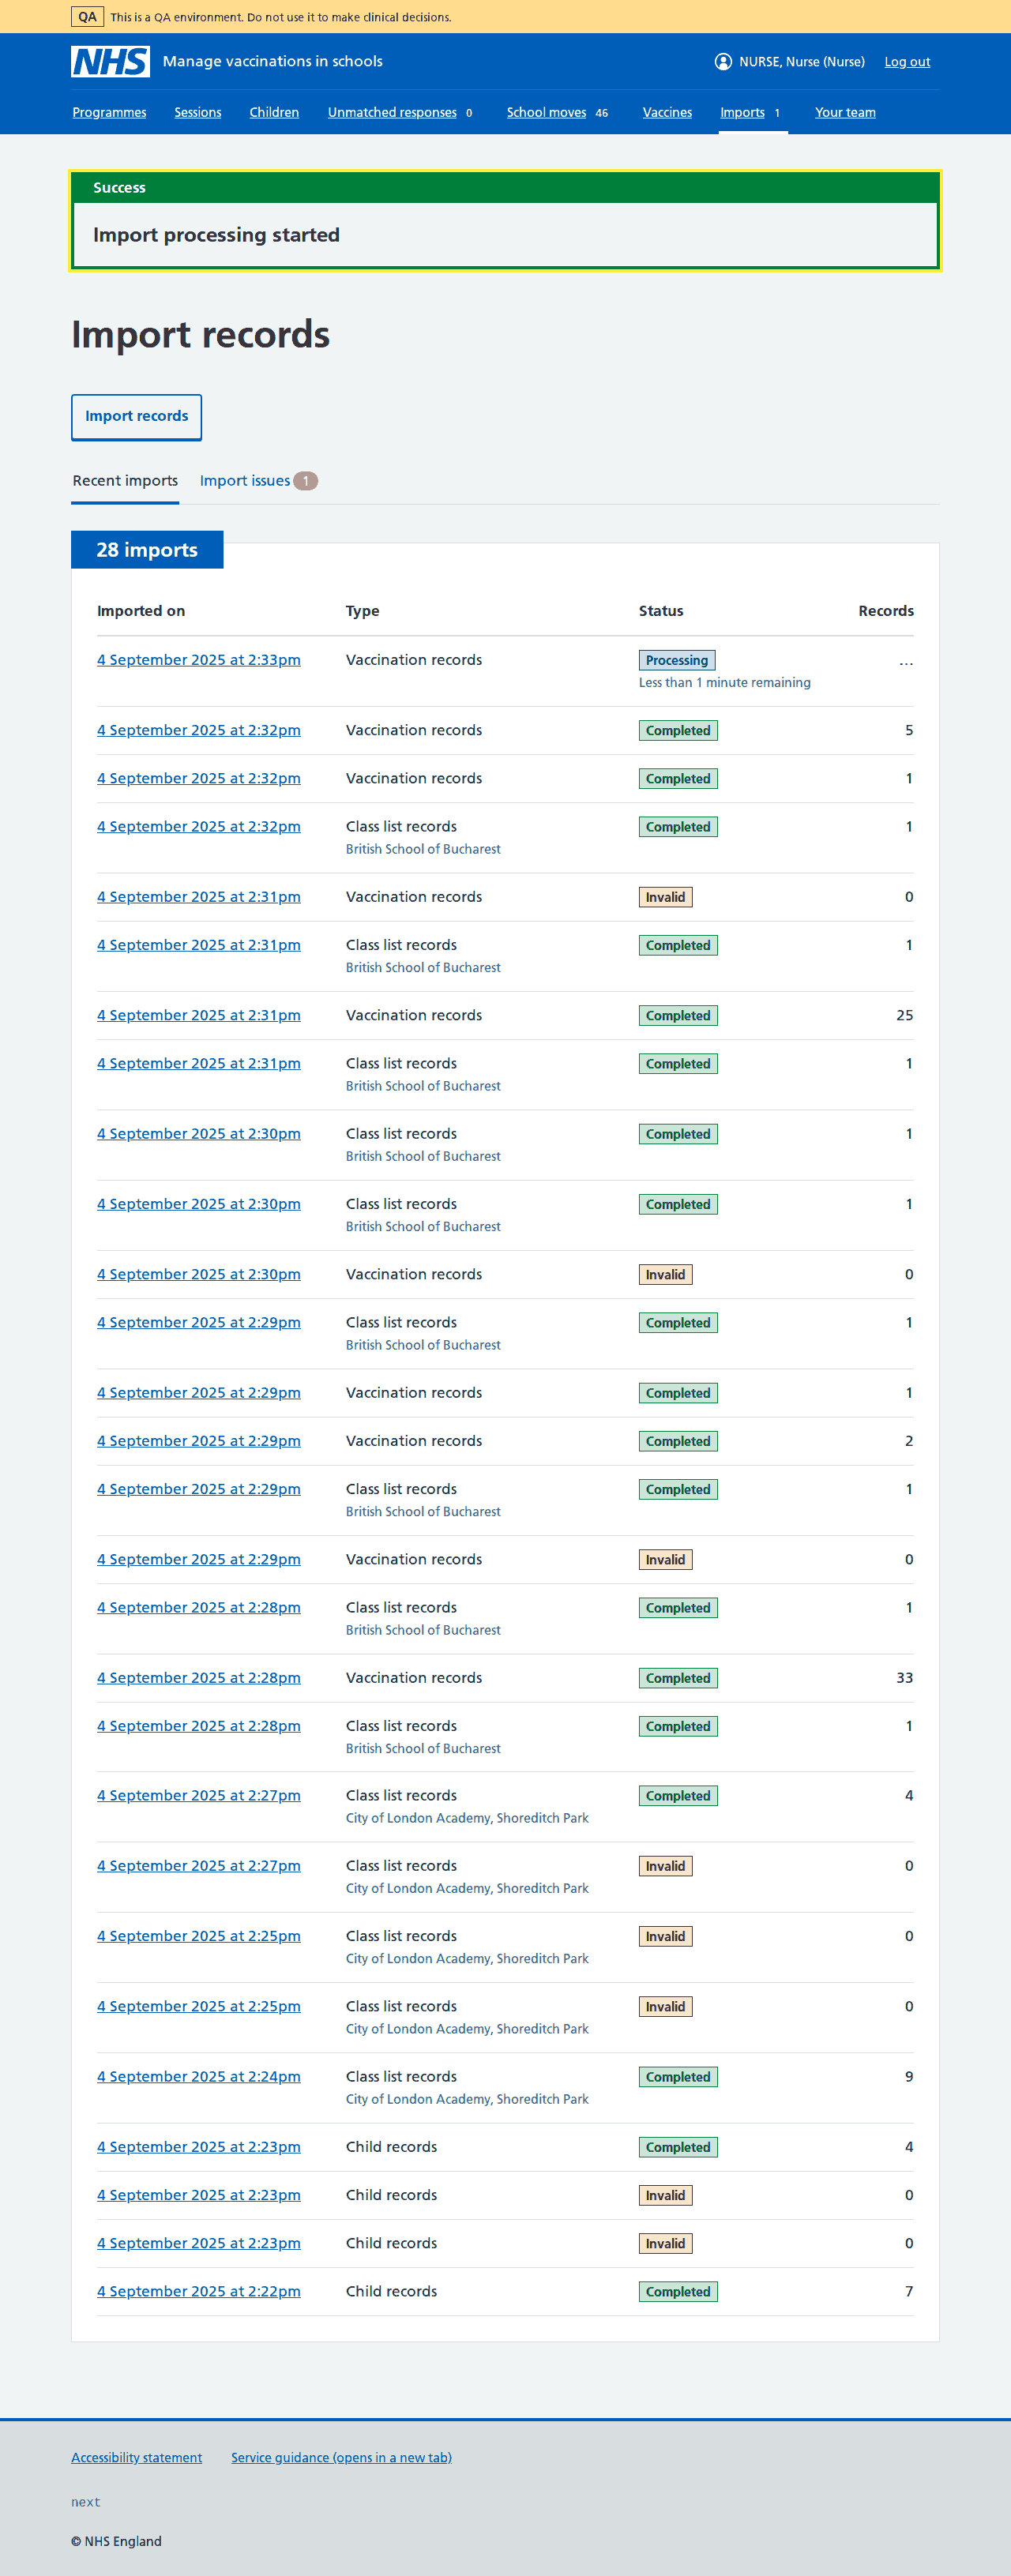 QA This is a QA environment. Do not use it to make clinical decisions.
NHS Manage vaccinations in schools NURSE, Nurse (Nurse) Log out
Programmes Sessions Children Unmatched responses 0 School moves 46 Vaccines Imports 1 Your team
Success
Import processing started
Import records
Import records
Recent imports Import issues 1
28 imports
Imported on Type Status Records
4 September 2025 at 2:33pm Vaccination records Processing ...
Less than 1 minute remaining
4 September 2025 at 2:32pm Vaccination records Completed 5
4 September 2025 at 2:32pm Vaccination records Completed 1
4 September 2025 at 2:32pm Class list records Completed 1
British School of Bucharest
4 September 2025 at 2:31pm Vaccination records Invalid 0
4 September 2025 at 2:31pm Class list records Completed 1
British School of Bucharest
4 September 2025 at 2:31pm Vaccination records Completed 25
4 September 2025 at 2:31pm Class list records Completed 1
British School of Bucharest
4 September 2025 at 2:30pm Class list records Completed 1
British School of Bucharest
4 September 2025 at 2:30pm Class list records Completed 1
British School of Bucharest
4 September 2025 at 2:30pm Vaccination records Invalid 0
4 September 2025 at 2:29pm Class list records Completed 1
British School of Bucharest
4 September 2025 at 2:29pm Vaccination records Completed 1
4 September 2025 at 2:29pm Vaccination records Completed 2
4 September 2025 at 2:29pm Class list records Completed 1
British School of Bucharest
4 September 2025 at 2:29pm Vaccination records Invalid 0
4 September 2025 at 2:28pm Class list records Completed 1
British School of Bucharest
4 September 2025 at 2:28pm Vaccination records Completed 33
4 September 2025 at 2:28pm Class list records Completed 1
British School of Bucharest
4 September 2025 at 2:27pm Class list records Completed 4
City of London Academy, Shoreditch Park
4 September 2025 at 2:27pm Class list records Invalid 0
City of London Academy, Shoreditch Park
4 September 2025 at 2:25pm Class list records Invalid 0
City of London Academy, Shoreditch Park
4 September 2025 at 2:25pm Class list records Invalid 0
City of London Academy, Shoreditch Park
4 September 2025 at 2:24pm Class list records Completed 9
City of London Academy, Shoreditch Park
4 September 2025 at 2:23pm Child records Completed 4
4 September 2025 at 2:23pm Child records Invalid 0
4 September 2025 at 2:23pm Child records Invalid 0
4 September 2025 at 2:22pm Child records Completed 7
Accessibility statement Service guidance (opens in a new tab)
next
© NHS England